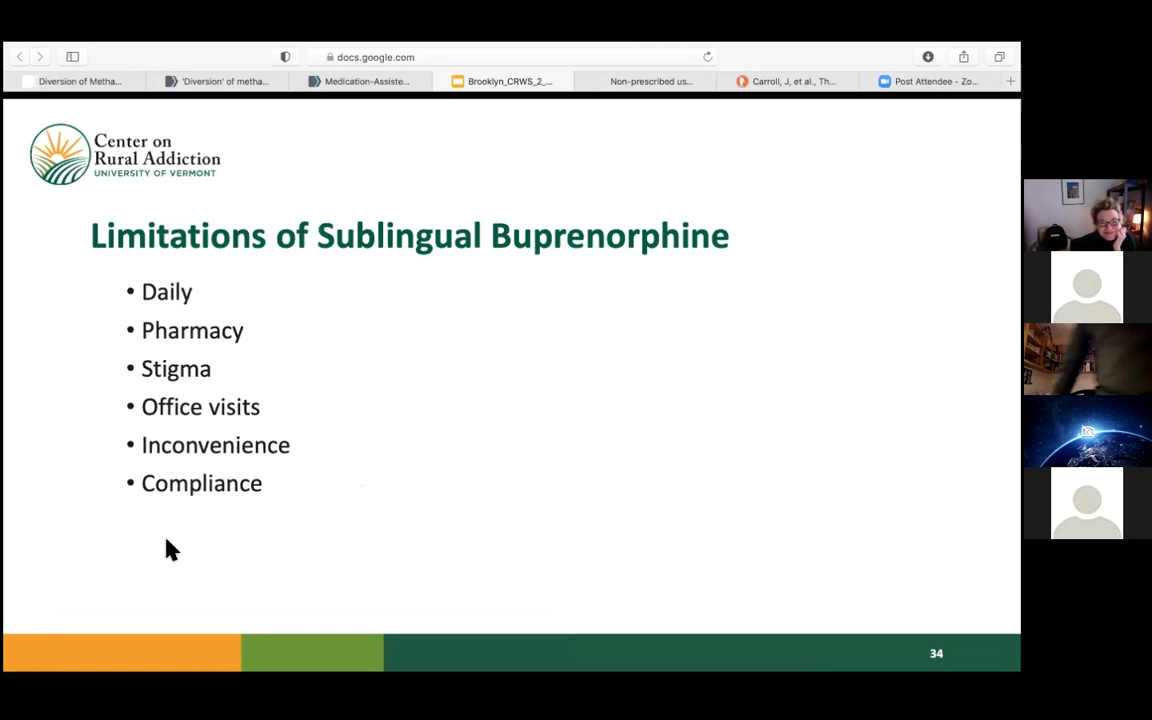 docs.google.com
Diversion of Metha...
'Diversion' of metha...
Medication-Assiste...
Brooklyn_CRWS_2_...
Non-prescribed us...
Carroll, J, et al., Th...
Post Attendee - Zo...
Center on
Rural Addiction
UNIVERSITY OF VERMONT
Limitations of Sublingual Buprenorphine
• Daily
• Pharmacy
• Stigma
• Office visits
• Inconvenience
• Compliance
34